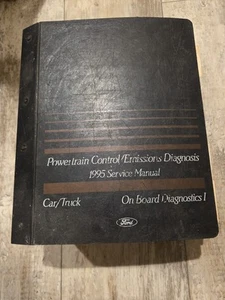 Powertrain Control/Emissions Diagnosis
1995 Service Manual
Car/Truck
On Board Diagnostics I
Ford